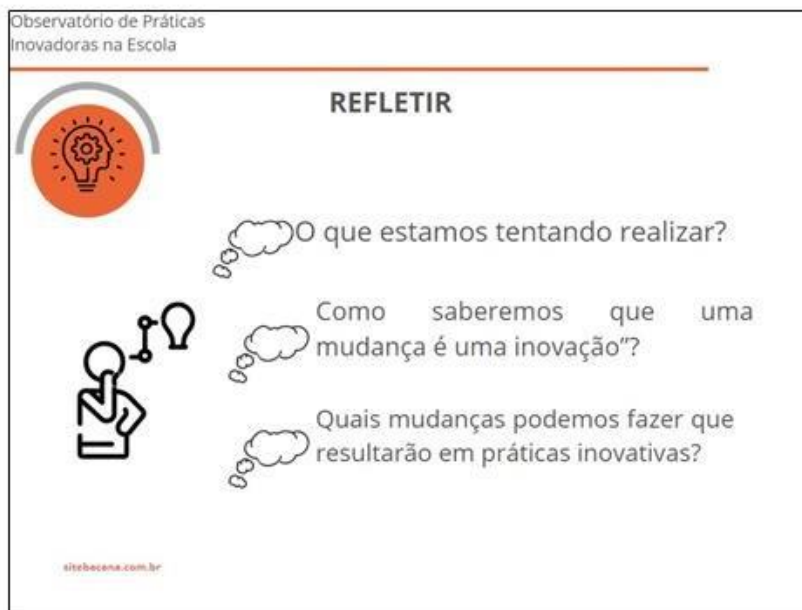 Observatório de Práticas
Inovadoras na Escola
REFLETIR
O que estamos tentando realizar?
Como saberemos que uma
mudança é uma inovação”?
Quais mudanças podemos fazer que
resultarão em práticas inovativas?
sitebacana.com.br